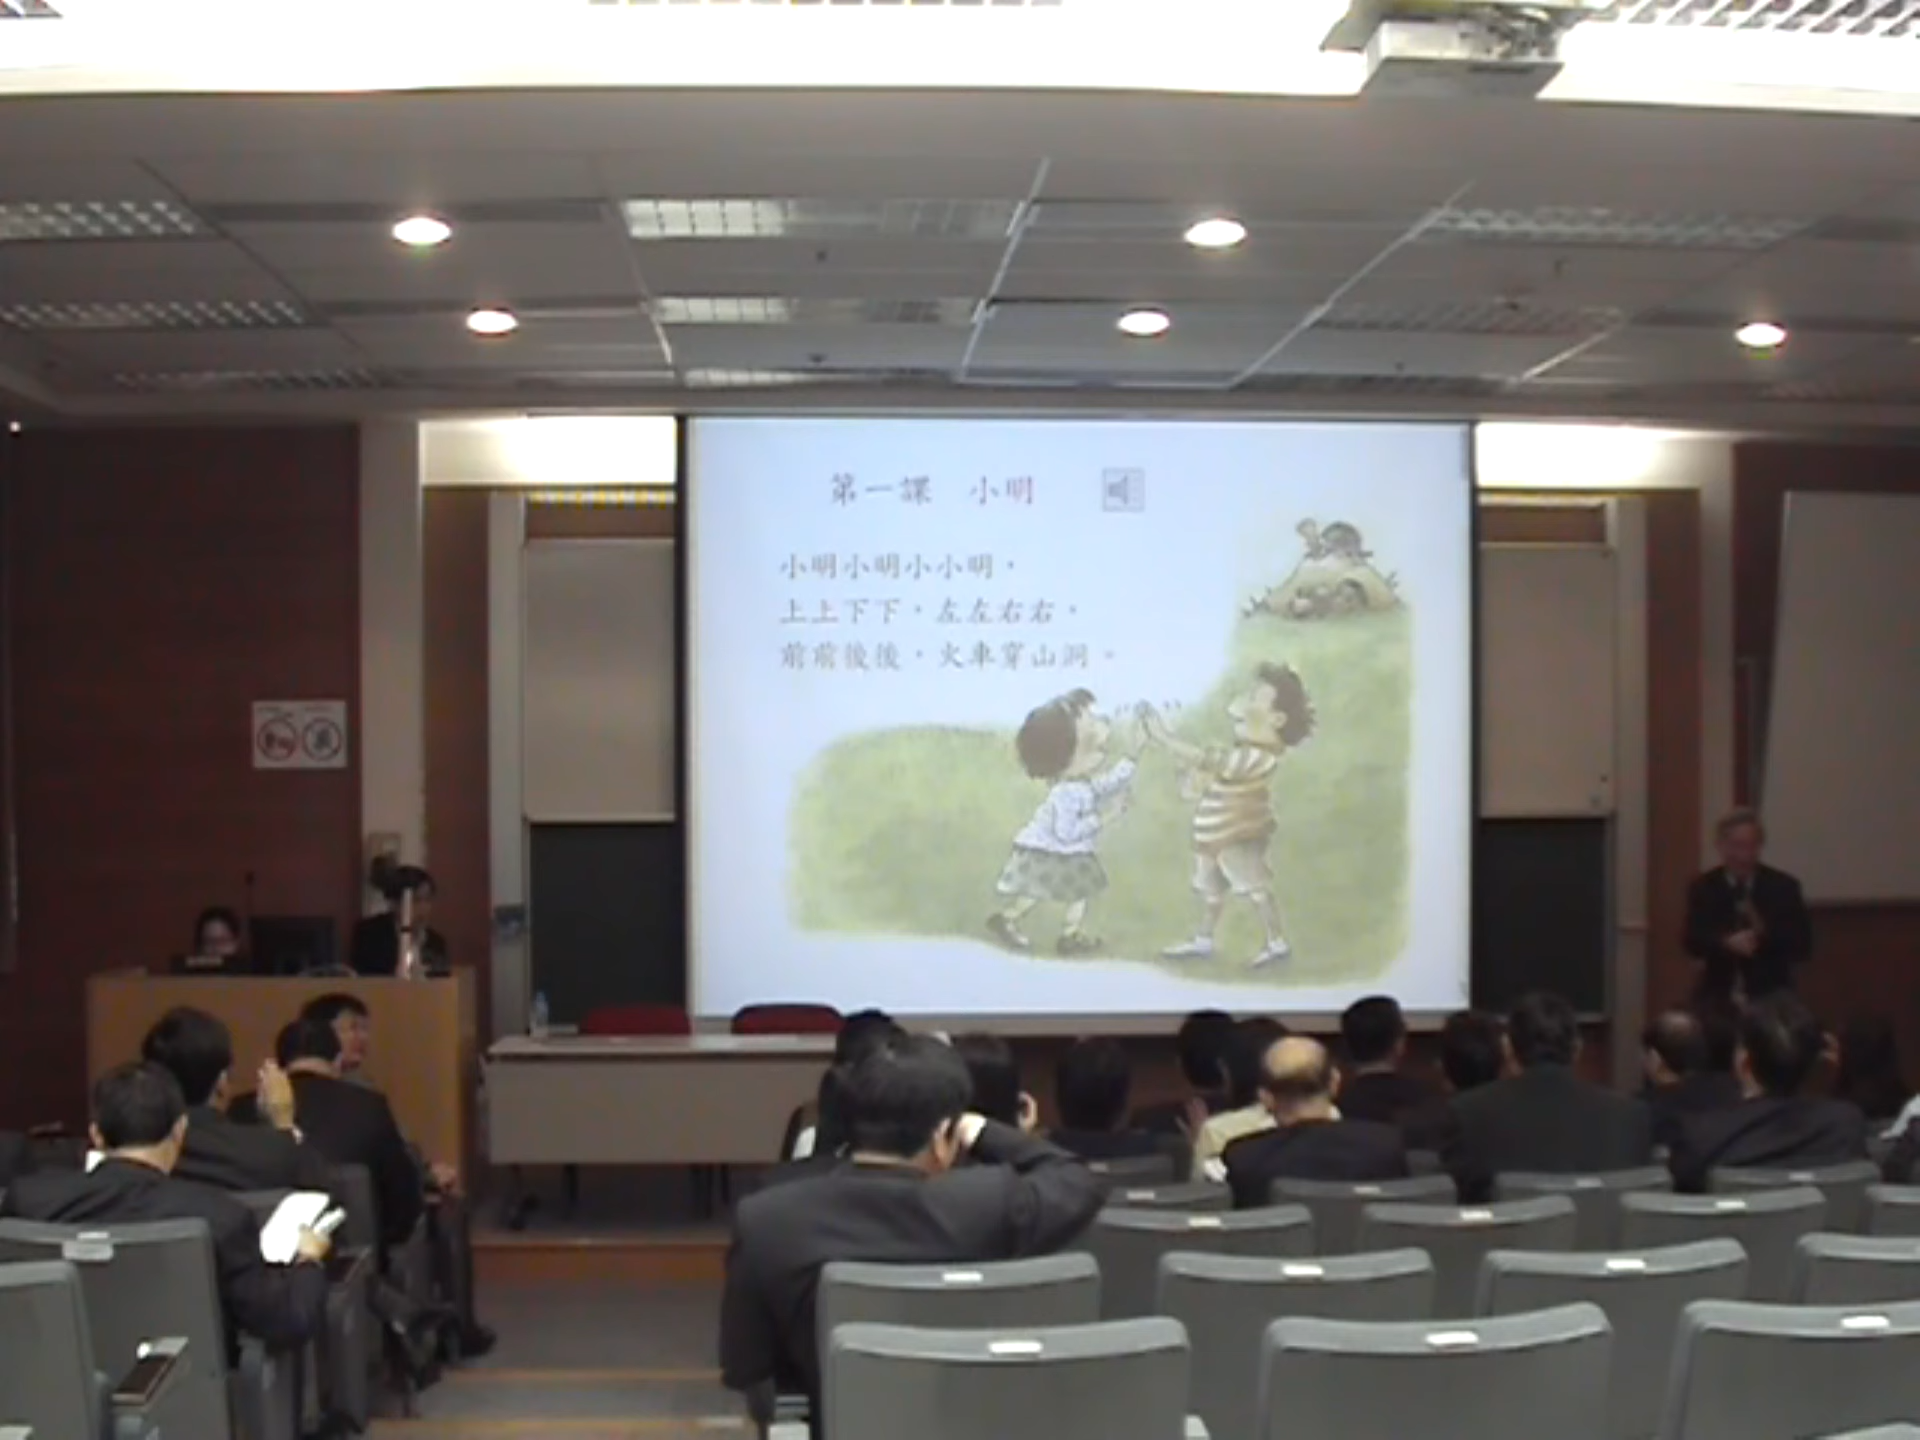 第一課 小明
小明小明小小明，
上上下下，左左右右，
前前後後，火車穿山洞。